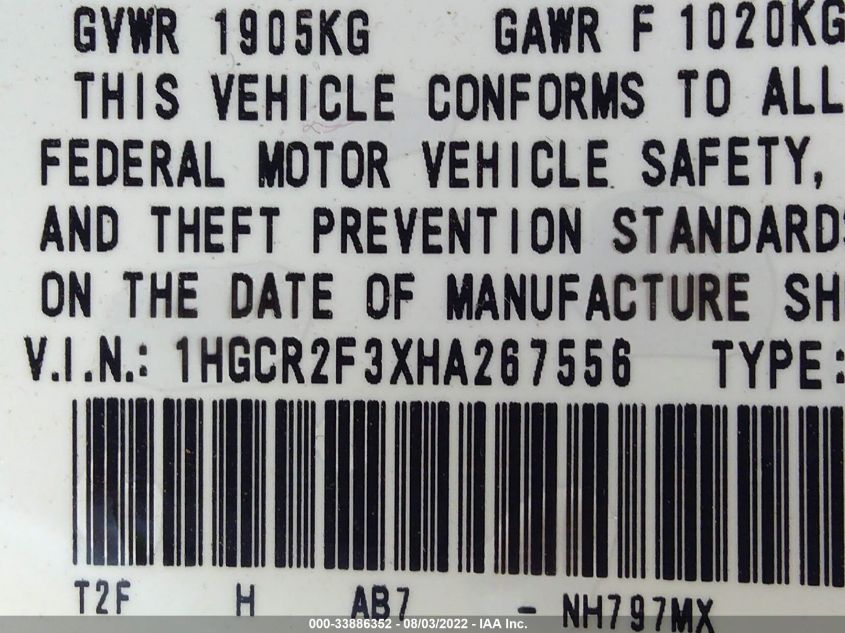 GVWR 1905KG GAWR F 1020KG
THIS VEHICLE CONFORMS TO ALL
FEDERAL MOTOR VEHICLE SAFETY,
AND THEFT PREVENTION STANDARDS
ON THE DATE OF MANUFACTURE SH
V.I.N.: 1HGCR2F3XHA267556 TYPE:
T2F H AB7 - NH797MX
000-33886352 - 08/03/2022 - IAA Inc.